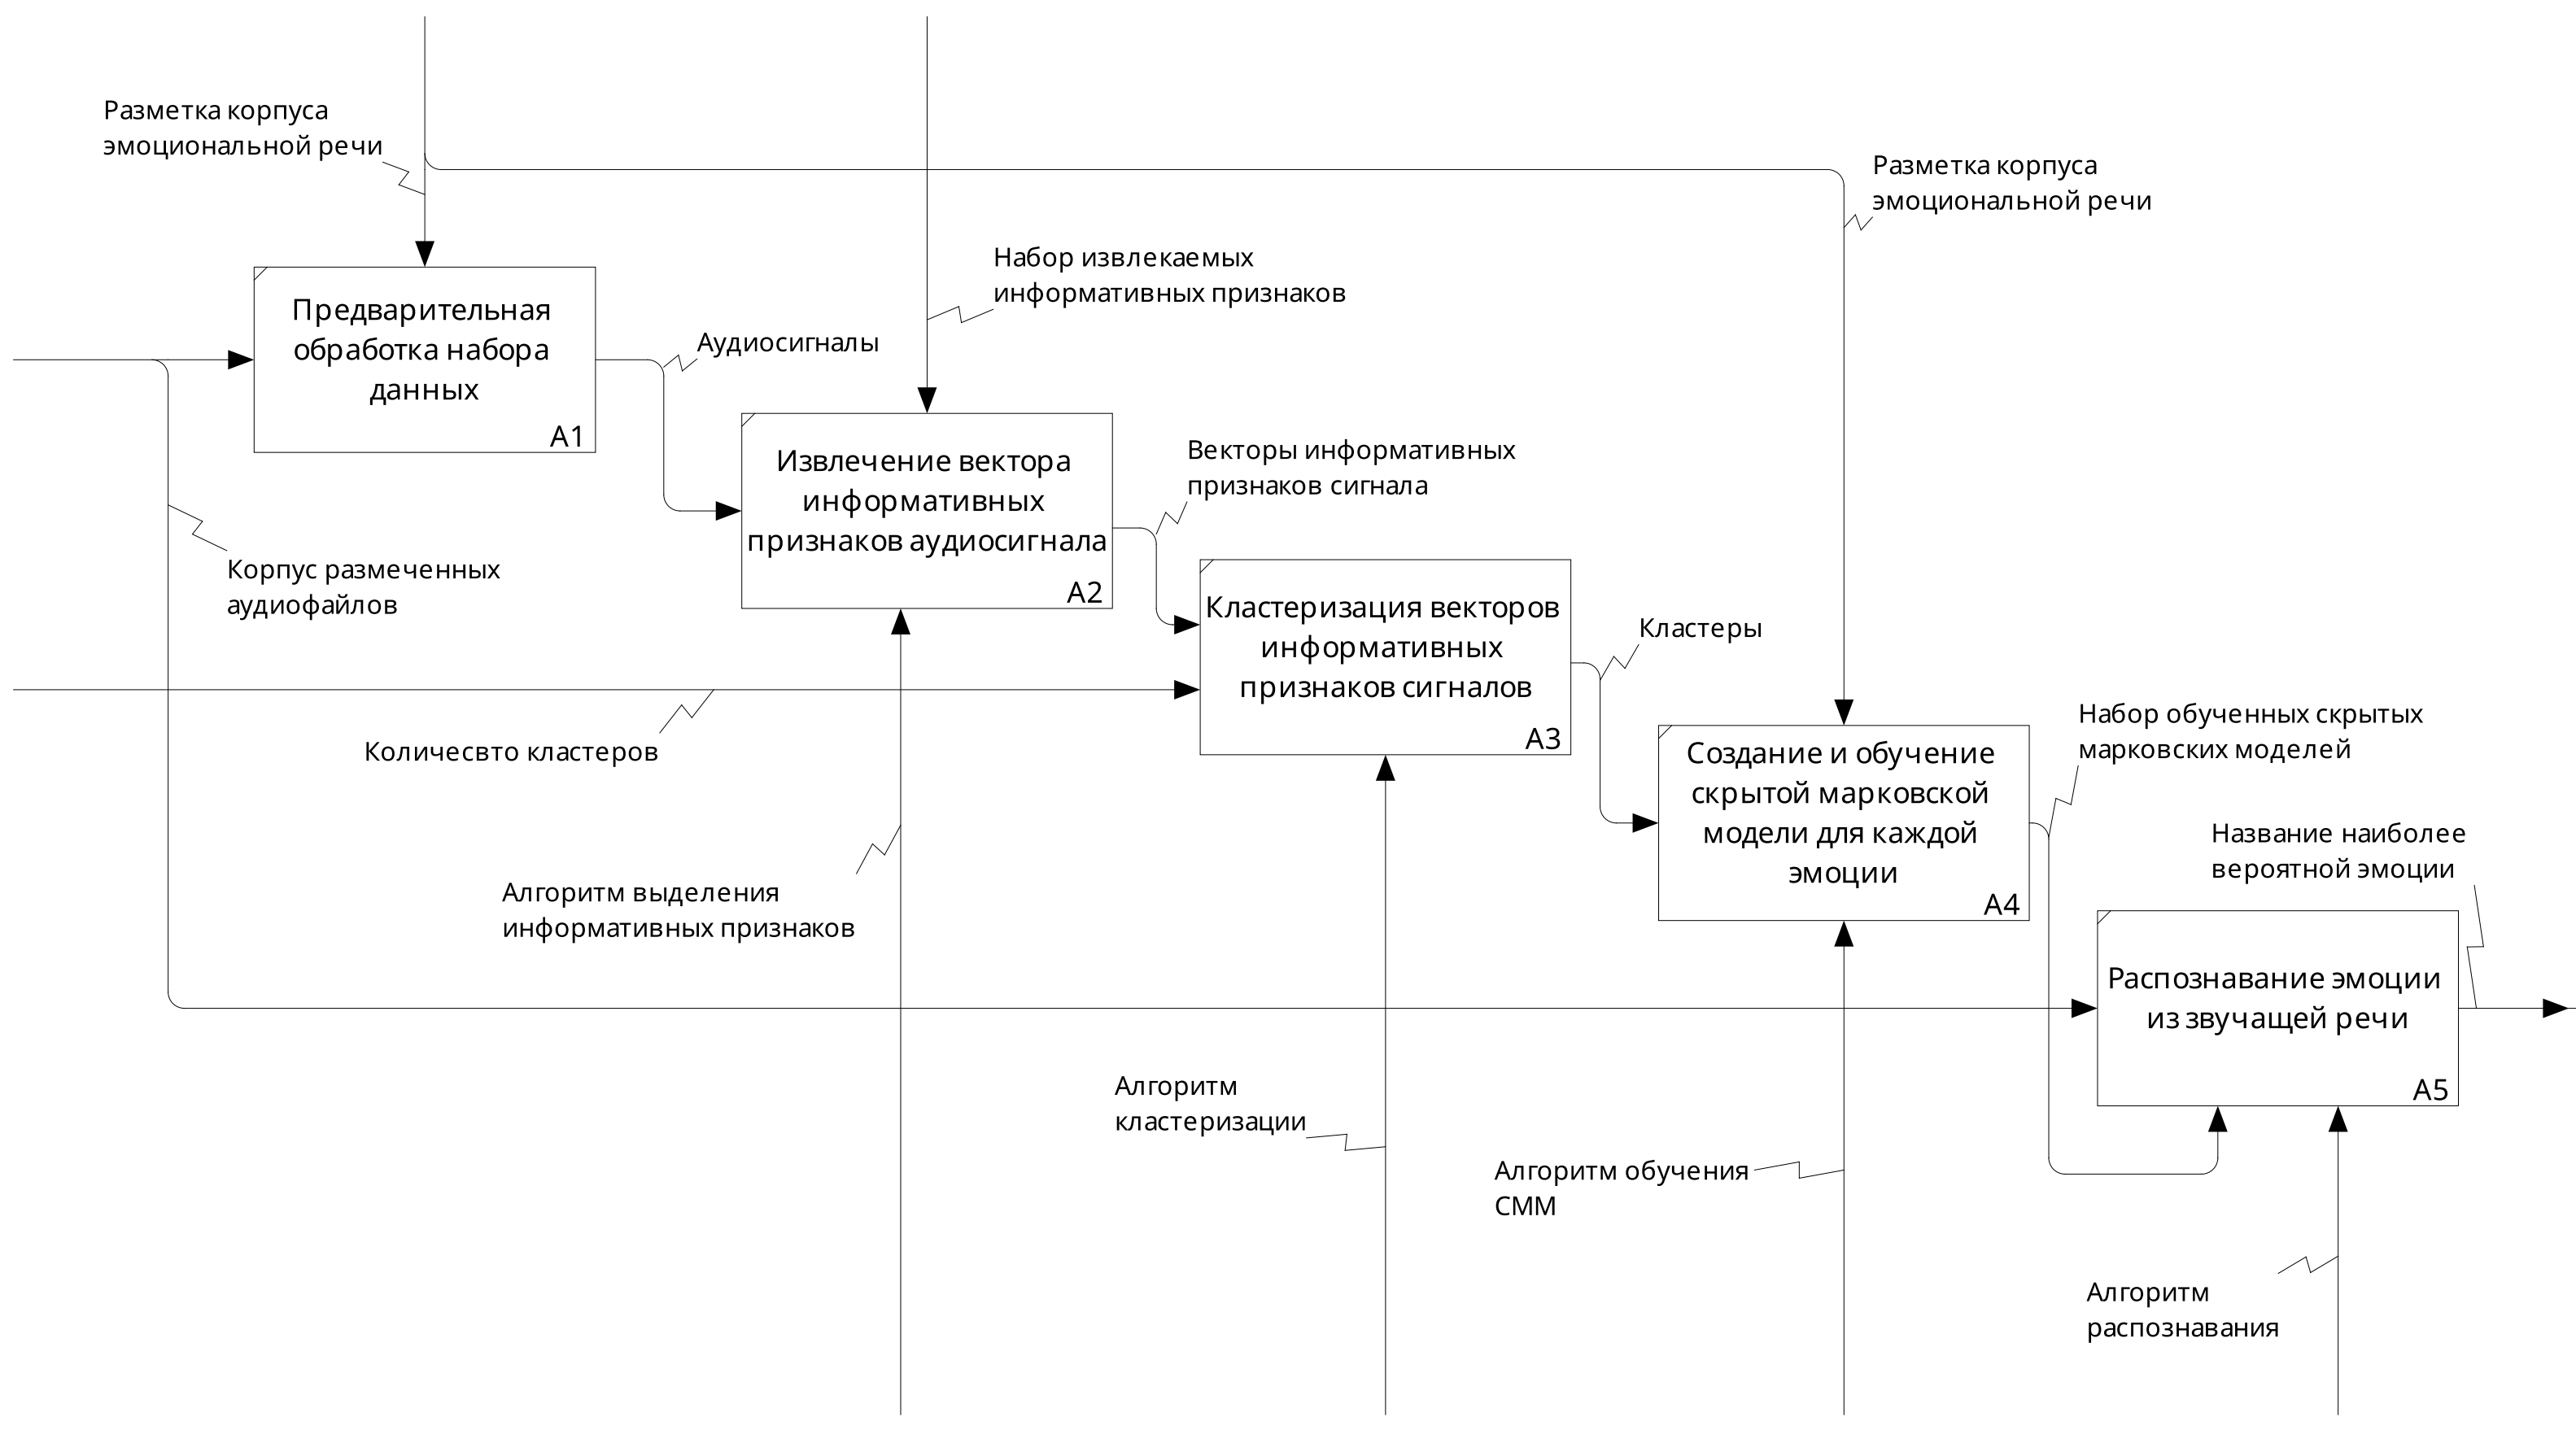 Разметка корпуса
эмоциональной речи
Разметка корпуса
эмоциональной речи
Набор извлекаемых
информативных признаков
Предварительная
обработка набора
данных
A1
Аудиосигналы
Извлечение вектора
информативных
признаков аудиосигнала
A2
Векторы информативных
признаков сигнала
Корпус размеченных
аудиофайлов
Кластеризация векторов
информативных
признаков сигналов
A3
Кластеры
Количесвто кластеров
Создание и обучение
скрытой марковской
модели для каждой
эмоции
A4
Набор обученных скрытых
марковских моделей
Название наиболее
вероятной эмоции
Алгоритм выделения
информативных признаков
Распознавание эмоции
из звучащей речи
A5
Алгоритм
кластеризации
Алгоритм обучения
СММ
Алгоритм
распознавания